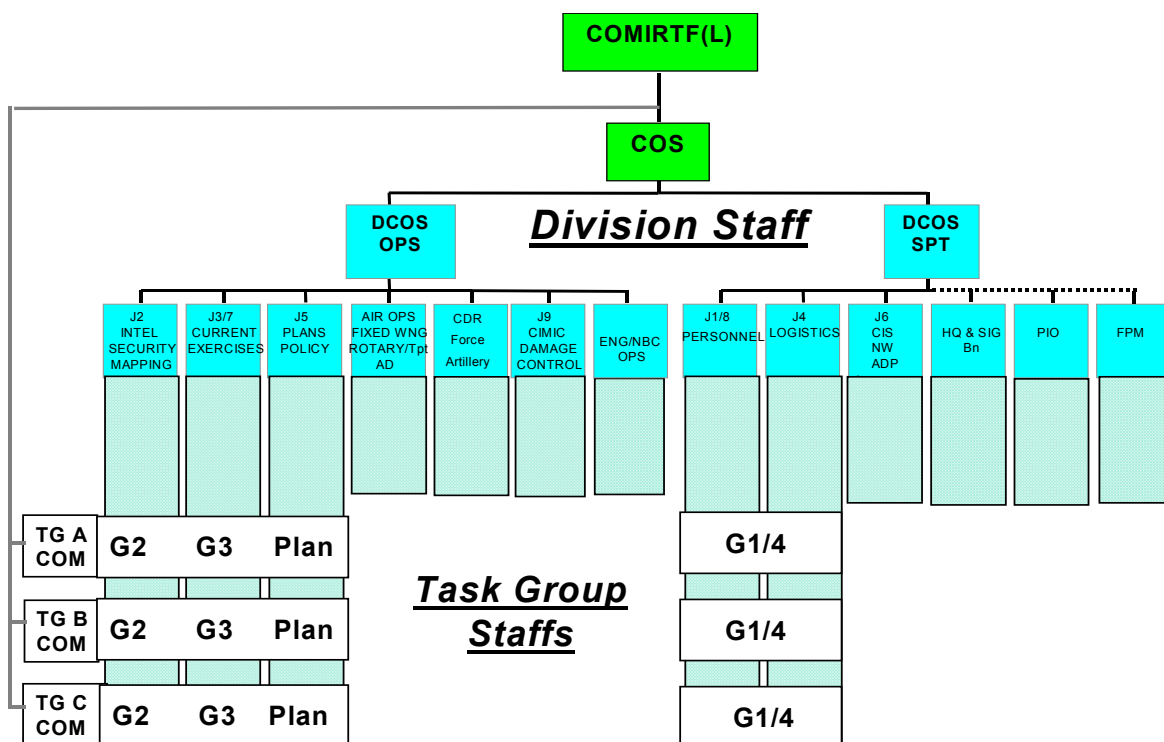 COMIRTF(L)
COS
DCOS
OPS
Division Staff
DCOS
SPT
J2
INTEL
SECURITY
MAPPING
J3/7
CURRENT
EXERCISES
J5
PLANS
POLICY
AIR OPS
FIXED WNG
ROTARY/Tpt
AD
CDR
Force
Artillery
J9
CIMIC
DAMAGE
CONTROL
ENG/NBC
OPS
J1/8
PERSONNEL
J4
LOGISTICS
J6
CIS
NW
ADP
HQ & SIG
Bn
PIO
FPM
TG A
COM
G2 G3 Plan
G1/4
Task Group
Staffs
TG B
COM
G2 G3 Plan
G1/4
TG C
COM
G2 G3 Plan
G1/4